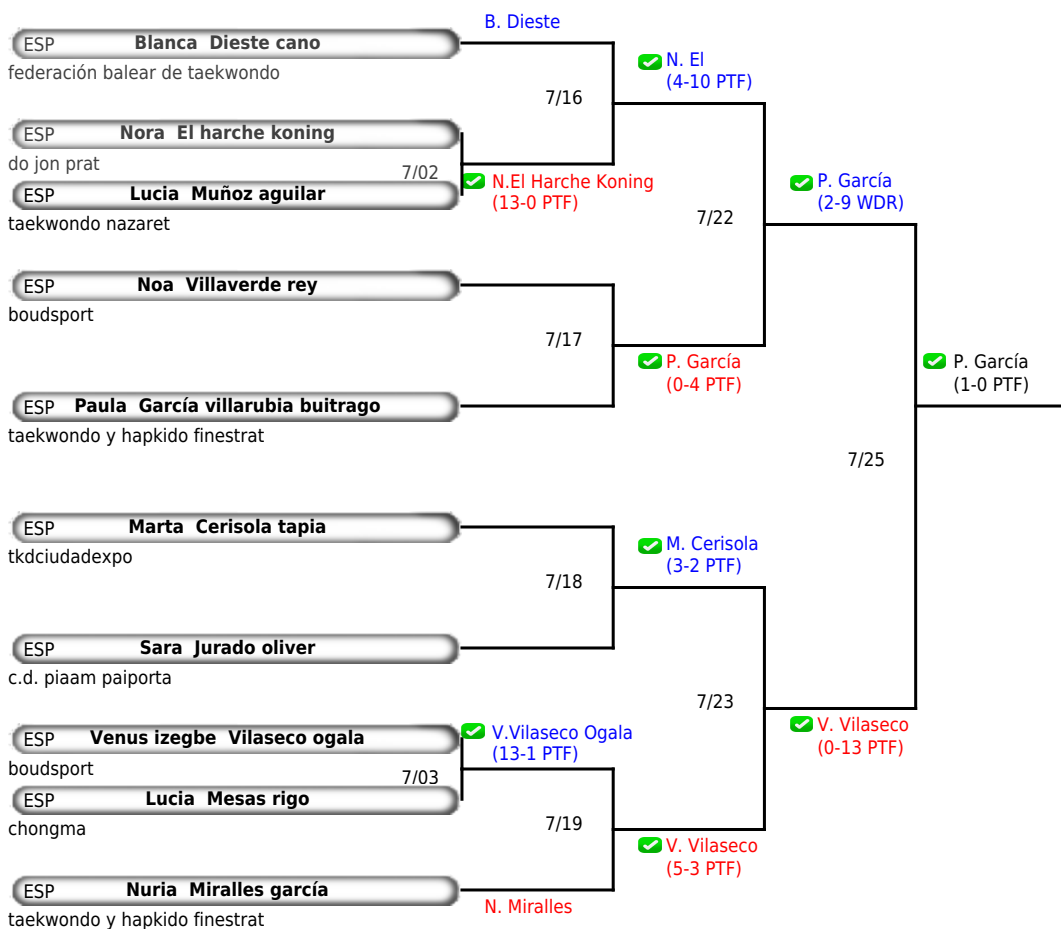 B. Dieste
ESP Blanca Dieste cano
federación balear de taekwondo
N. El
(4-10 PTF)
7/16
ESP Nora El harche koning
do jon prat
7/02
N.El Harche Koning
(13-0 PTF)
ESP Lucia Muñoz aguilar
taekwondo nazaret
P. García
(2-9 WDR)
7/22
ESP Noa Villaverde rey
boudsport
7/17
P. García
(0-4 PTF)
P. García
(1-0 PTF)
ESP Paula García villarubia buitrago
taekwondo y hapkido finestrat
7/25
ESP Marta Cerisola tapia
tkdciudadexpo
M. Cerisola
(3-2 PTF)
7/18
ESP Sara Jurado oliver
c.d. piaam paiporta
7/23
V. Vilaseco
(0-13 PTF)
ESP Venus izegbe Vilaseco ogala
boudsport
V.Vilaseco Ogala
(13-1 PTF)
7/03
ESP Lucia Mesas rigo
chongma
7/19
V. Vilaseco
(5-3 PTF)
ESP Nuria Miralles garcía
taekwondo y hapkido finestrat
N. Miralles